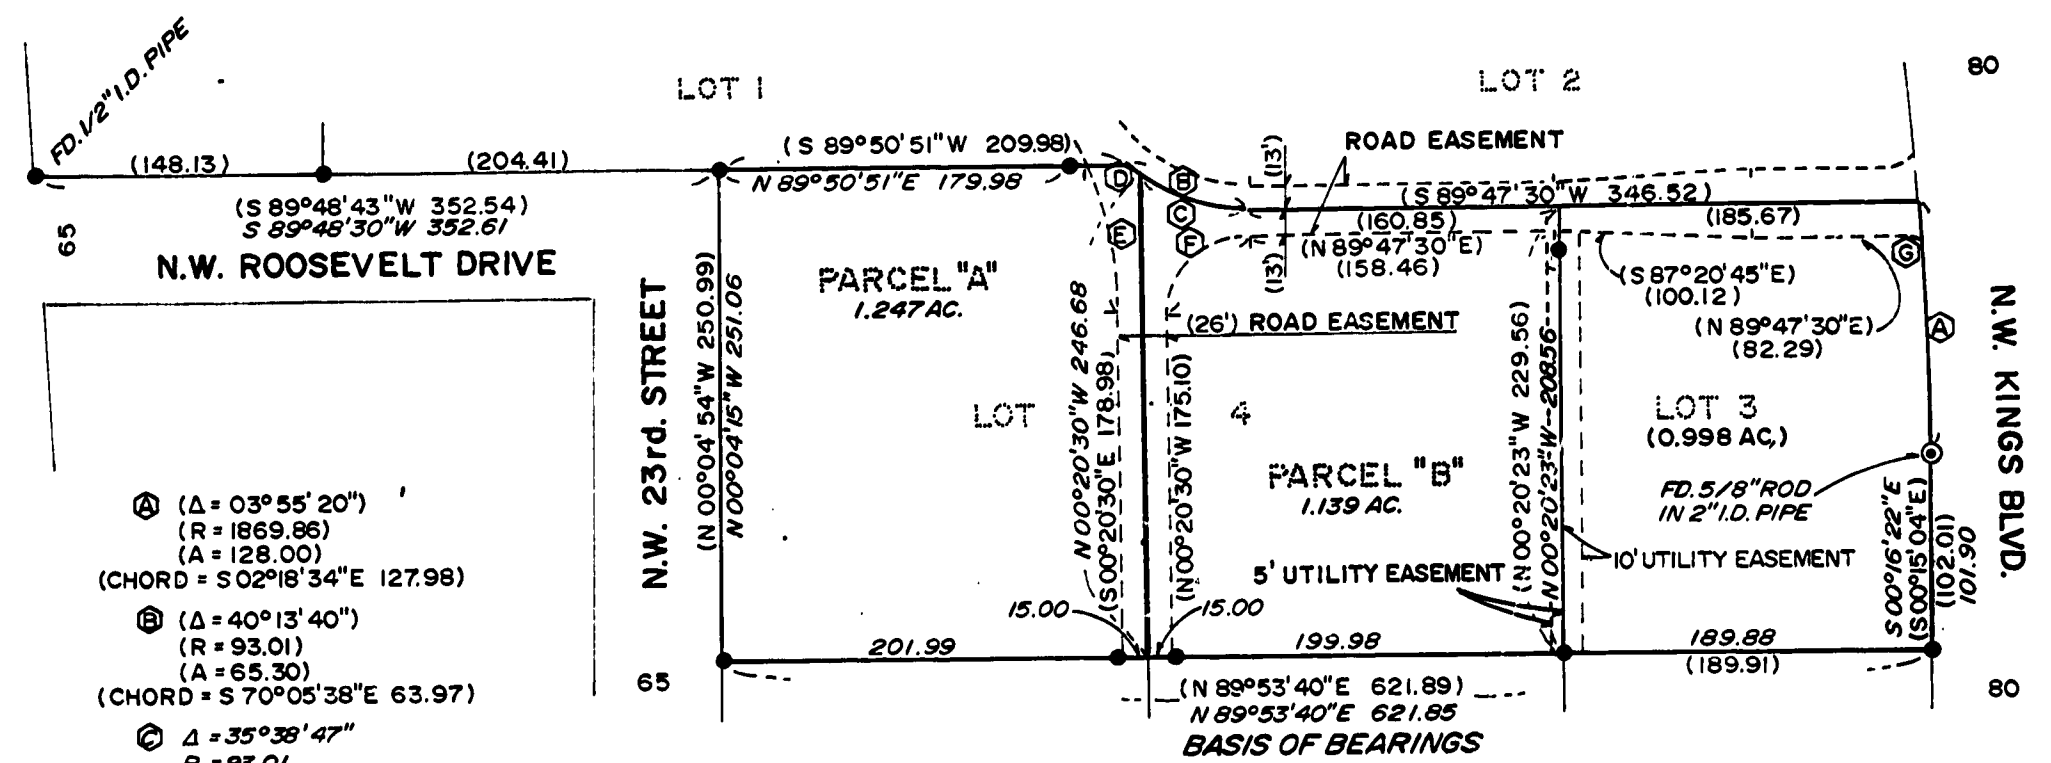 FD. 1/2" I.D. PIPE
LOT 1
LOT 2
80
(148.13)
(204.41)
(S 89°50'51"W 209.98)
N 89°50'51"E 179.98
ROAD EASEMENT
(13')
D
B
C
E
F
(S 89°48'43"W 352.54)
S 89°48'30"W 352.61
65
N.W. ROOSEVELT DRIVE
(S 89°47'30"W 346.52)
(160.85)
(185.67)
(N 89°47'30"E)
(158.46)
(13')
G
(S 87°20'45"E)
(100.12)
(N 89°47'30"E)
(82.29)
A
PARCEL "A"
1.247 AC.
(26') ROAD EASEMENT
N.W. 23rd. STREET
(N 00°04'54"W 250.99)
N 00°04'15"W 251.06
N 00°20'30"W 246.68
(S 00°20'30"E 178.98)
(N 00°20'30"W 175.10)
(N 00°20'23"W 229.56)
N 00°20'23"W 208.56
N.W. KINGS BLVD.
LOT
4
LOT 3
(0.998 AC,)
PARCEL "B"
1.139 AC.
FD. 5/8" ROD
IN 2" I.D. PIPE
5' UTILITY EASEMENT
10' UTILITY EASEMENT
S 00°16'22"E
(S 00°15'04"E)
(102.01)
101.90
15.00
15.00
201.99
199.98
189.88
(189.91)
65
80
(N 89°53'40"E 621.89)
N 89°53'40"E 621.85
BASIS OF BEARINGS
A (Δ = 03°55'20")
(R = 1869.86)
(A = 128.00)
(CHORD = S 02°18'34"E 127.98)
B (Δ = 40°13'40")
(R = 93.01)
(A = 65.30)
(CHORD = S 70°05'38"E 63.97)
C Δ = 35°38'47"
R = 93.01